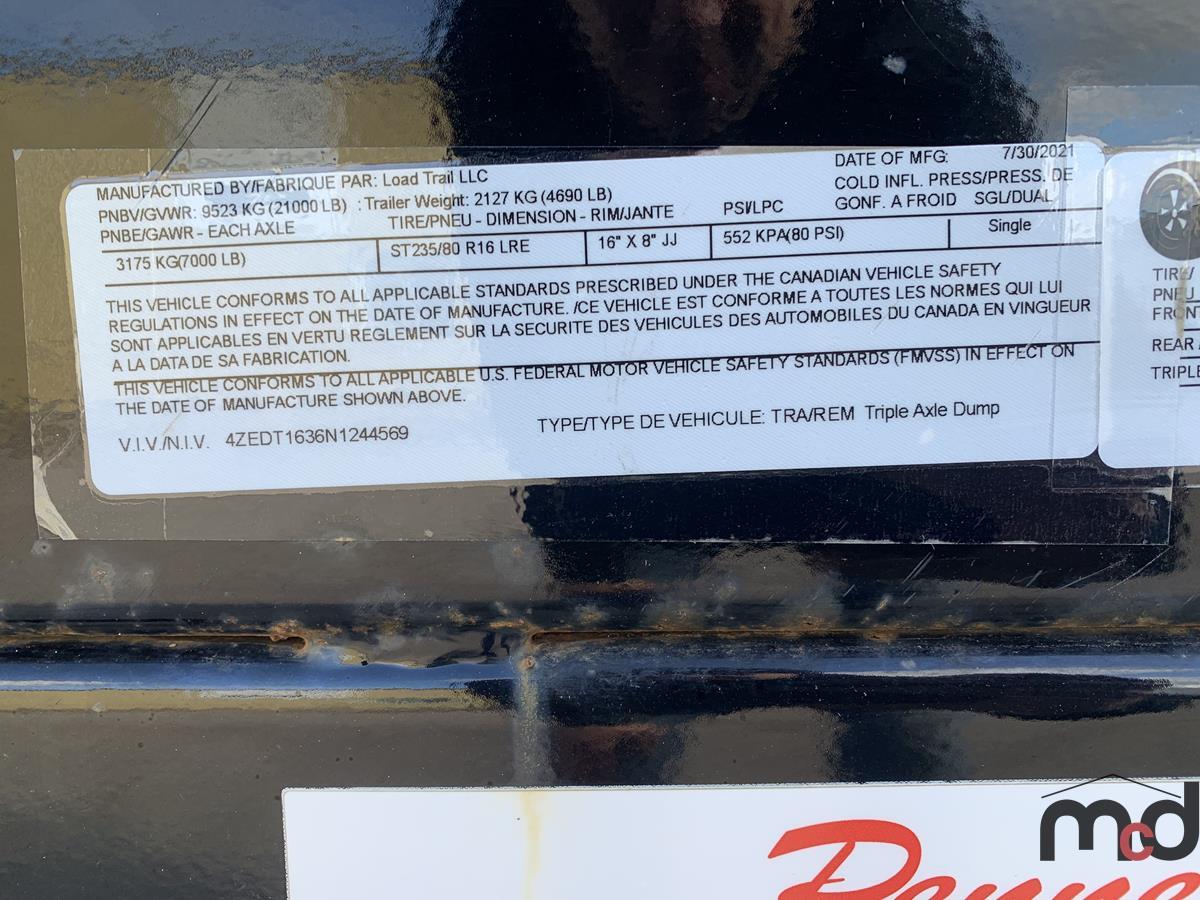 MANUFACTURED BY/FABRIQUE PAR: Load Trail LLC
DATE OF MFG: 7/30/2021
PNBV/GVWR: 9523 KG (21000 LB) : Trailer Weight: 2127 KG (4690 LB)
COLD INFL. PRESS/PRESS. DE
PNBE/GAWR - EACH AXLE TIRE/PNEU - DIMENSION - RIM/JANTE PSI/LPC GONF. A FROID SGL/DUAL
3175 KG(7000 LB) ST235/80 R16 LRE 16" X 8" JJ 552 KPA(80 PSI) Single
THIS VEHICLE CONFORMS TO ALL APPLICABLE STANDARDS PRESCRIBED UNDER THE CANADIAN VEHICLE SAFETY
REGULATIONS IN EFFECT ON THE DATE OF MANUFACTURE. /CE VEHICLE EST CONFORME A TOUTES LES NORMES QUI LUI
SONT APPLICABLES EN VERTU REGLEMENT SUR LA SECURITE DES VEHICULES DES AUTOMOBILES DU CANADA EN VINGUEUR
A LA DATA DE SA FABRICATION.
THIS VEHICLE CONFORMS TO ALL APPLICABLE U.S. FEDERAL MOTOR VEHICLE SAFETY STANDARDS (FMVSS) IN EFFECT ON
THE DATE OF MANUFACTURE SHOWN ABOVE.
V.I.V./N.I.V. 4ZEDT1636N1244569 TYPE/TYPE DE VEHICULE: TRA/REM Triple Axle Dump
TIRE/
PNEU
FRONT
REAR
TRIPLE
mcd